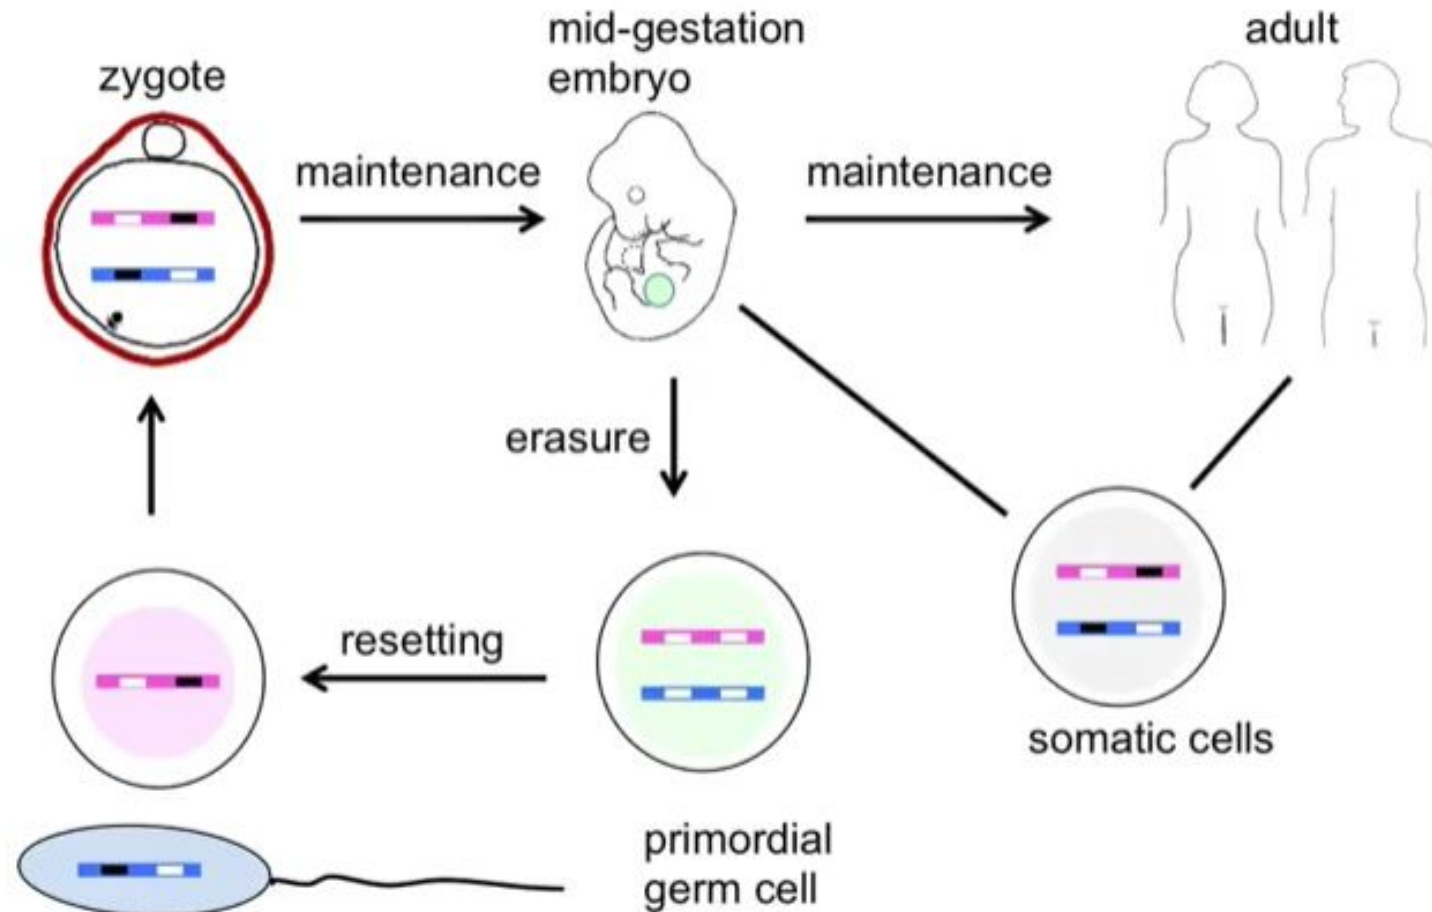 zygote
mid-gestation
embryo
adult
maintenance
maintenance
erasure
resetting
somatic cells
primordial
germ cell